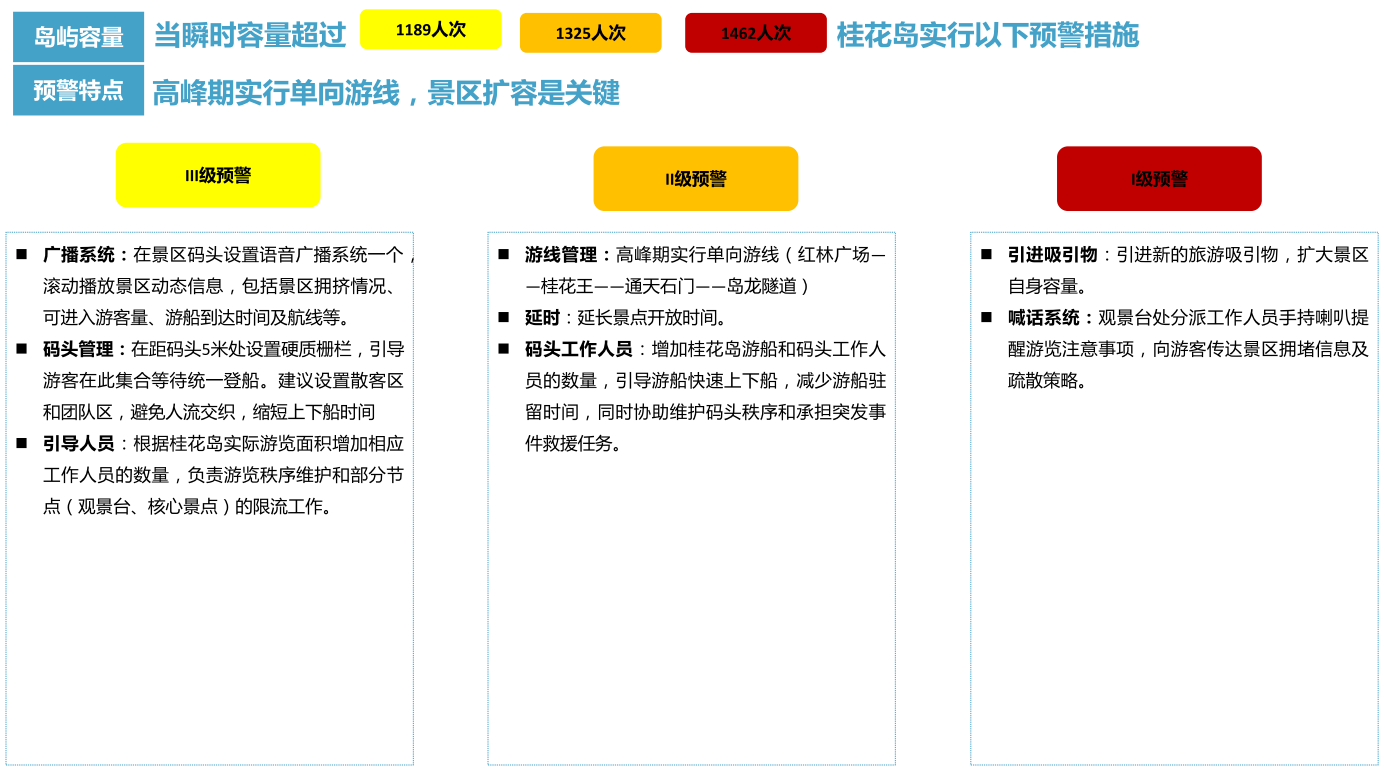 岛屿容量
当瞬时容量超过
1189人次
1325人次
1462人次
桂花岛实行以下预警措施
预警特点
高峰期实行单向游线，景区扩容是关键
III级预警
■ 广播系统：在景区码头设置语音广播系统一个，
滚动播放景区动态信息，包括景区拥挤情况、
可进入游客量、游船到达时间及航线等。
■ 码头管理：在距码头5米处设置硬质栅栏，引导
游客在此集合等待统一登船。建议设置散客区
和团队区，避免人流交织，缩短上下船时间
■ 引导人员：根据桂花岛实际游览面积增加相应
工作人员的数量，负责游览秩序维护和部分节
点（观景台、核心景点）的限流工作。
II级预警
■ 游线管理：高峰期实行单向游线（红林广场—
—桂花王——通天石门——岛龙隧道）
■ 延时：延长景点开放时间。
■ 码头工作人员：增加桂花岛游船和码头工作人
员的数量，引导游船快速上下船，减少游船驻
留时间，同时协助维护码头秩序和承担突发事
件救援任务。
I级预警
■ 引进吸引物：引进新的旅游吸引物，扩大景区
自身容量。
■ 喊话系统：观景台处分派工作人员手持喇叭提
醒游览注意事项，向游客传达景区拥堵信息及
疏散策略。